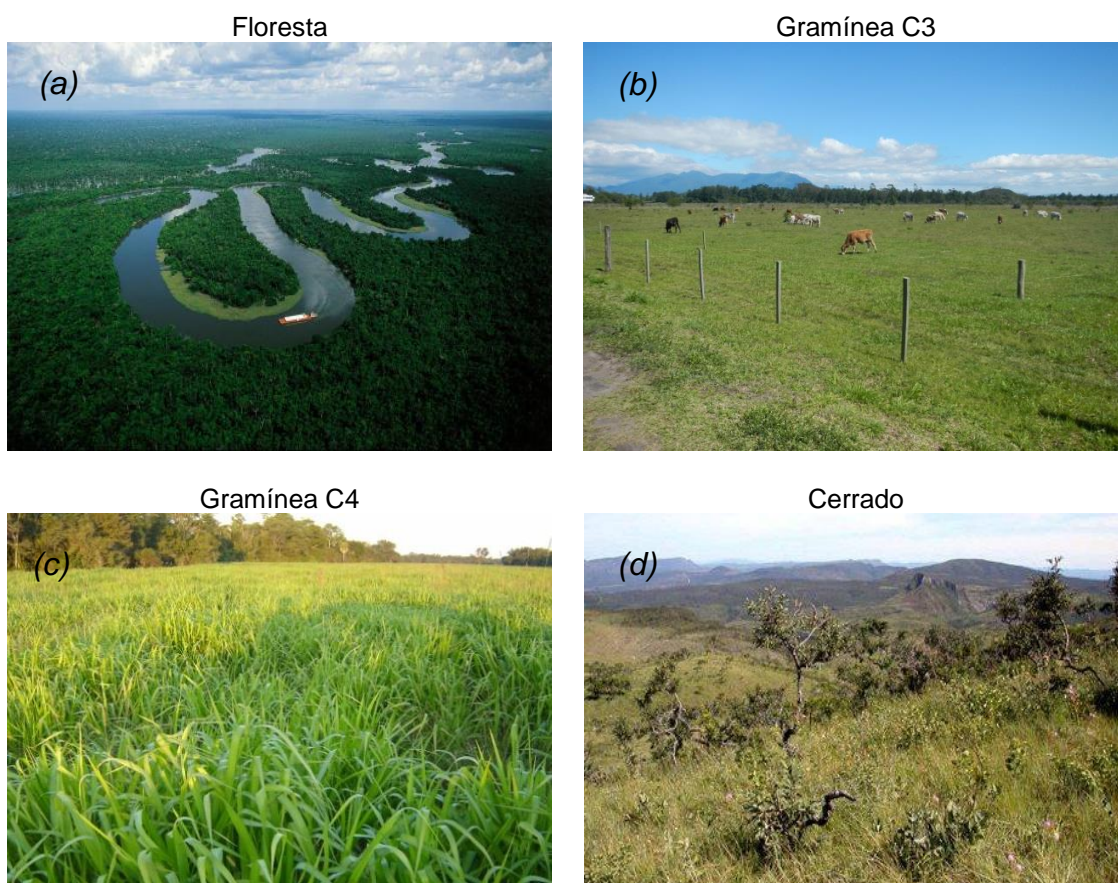 Floresta
Gramínea C3
(a)
(b)
Gramínea C4
Cerrado
(c)
(d)